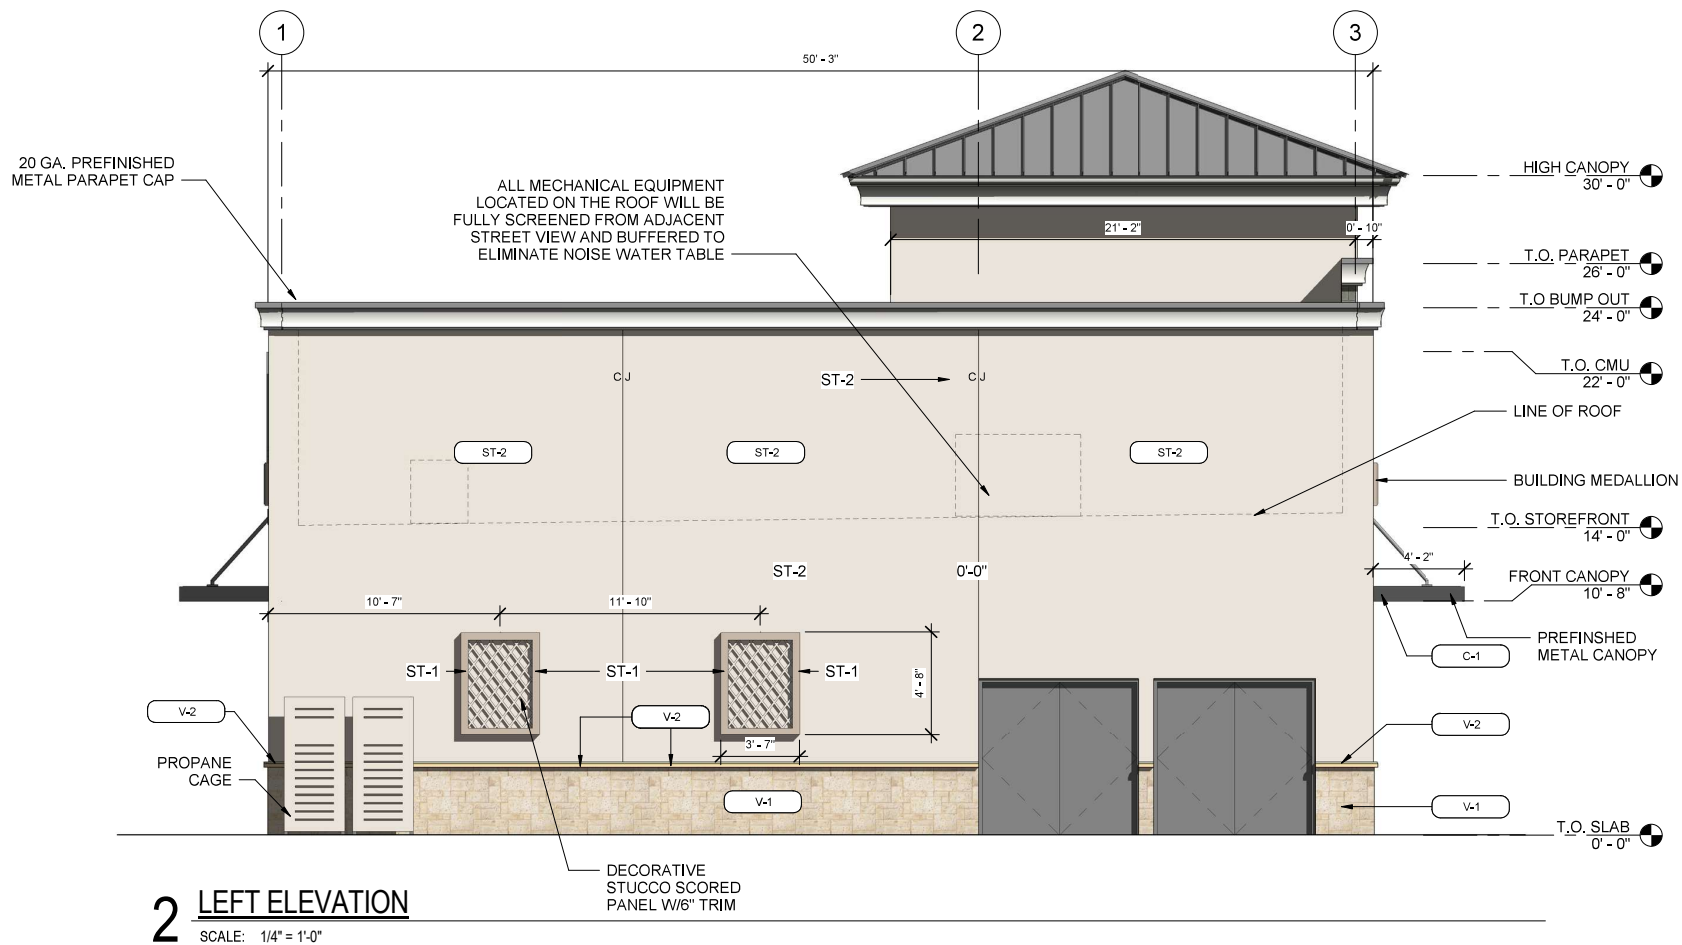 1
2
3
50' - 3"
20 GA. PREFINISHED
METAL PARAPET CAP
ALL MECHANICAL EQUIPMENT
LOCATED ON THE ROOF WILL BE
FULLY SCREENED FROM ADJACENT
STREET VIEW AND BUFFERED TO
ELIMINATE NOISE WATER TABLE
21' - 2"
0' - 10"
HIGH CANOPY
30' - 0"
T.O. PARAPET
26' - 0"
T.O BUMP OUT
24' - 0"
T.O. CMU
22' - 0"
LINE OF ROOF
BUILDING MEDALLION
T.O. STOREFRONT
14' - 0"
4' - 2"
FRONT CANOPY
10' - 8"
PREFINSHED
METAL CANOPY
C-1
CJ
ST-2
CJ
ST-2
ST-2
ST-2
ST-2
0'-0"
10' - 7"
11' - 10"
ST-1
ST-1
ST-1
4' - 8"
V-2
V-2
V-2
3' - 7"
PROPANE
CAGE
V-1
V-1
T.O. SLAB
0' - 0"
DECORATIVE
STUCCO SCORED
PANEL W/6" TRIM
2
LEFT ELEVATION
SCALE: 1/4" = 1'-0"